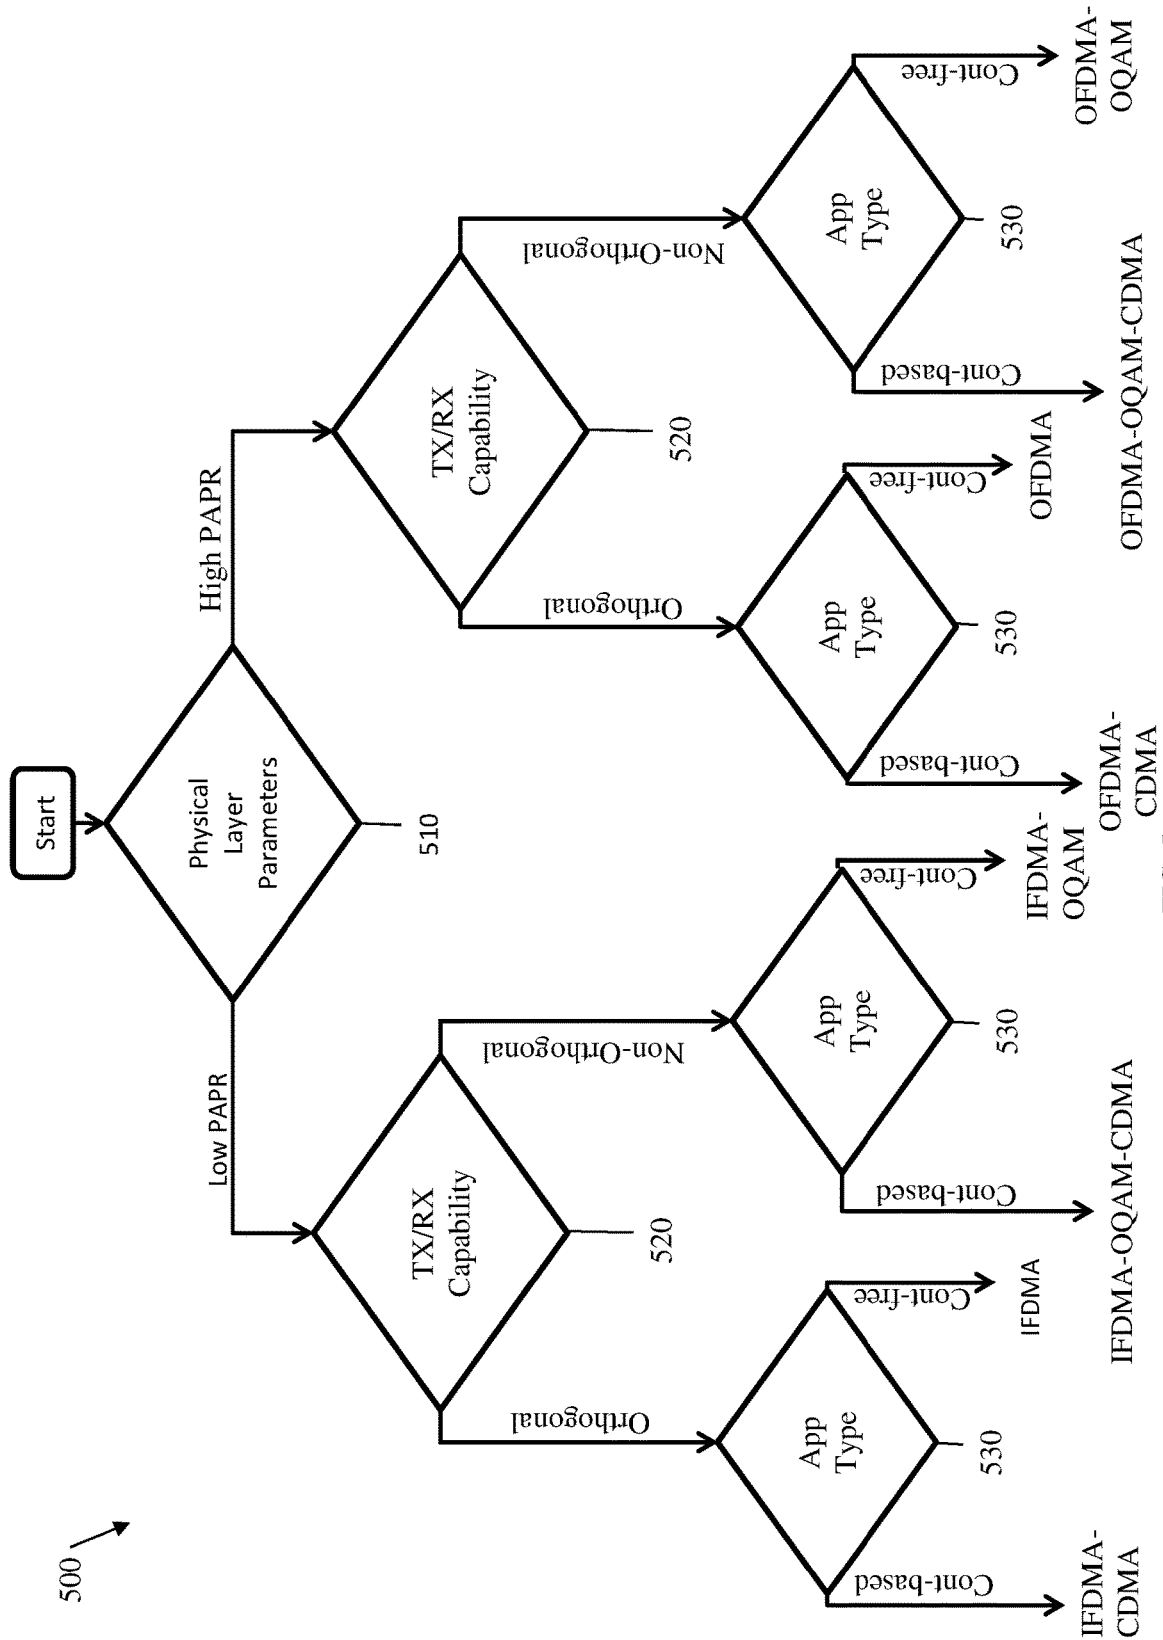 500
Start
Physical
Layer
Parameters
510
Low PAPR
High PAPR
TX/RX
Capability
520
TX/RX
Capability
520
Orthogonal
Non-Orthogonal
Orthogonal
Non-Orthogonal
App
Type
530
App
Type
530
App
Type
530
App
Type
530
Cont-based
Cont-free
Cont-based
Cont-free
Cont-based
Cont-free
Cont-based
Cont-free
IFDMA-
CDMA
IFDMA
IFDMA-OQAM-CDMA
IFDMA-
OQAM
OFDMA-
CDMA
OFDMA
OFDMA-OQAM-CDMA
OFDMA-
OQAM